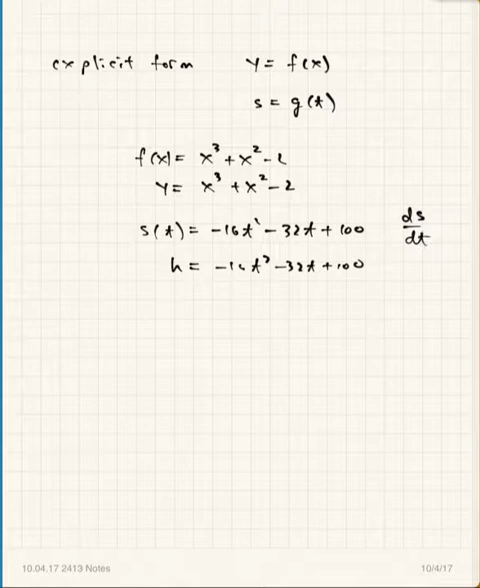 explicit form y = f(x)
s = g(t)
f(x) = x³ + x² - 2
y = x³ + x² - 2
s(t) = -16t² - 32t + 100 ds/dt
h = -16t² - 32t + 100
10.04.17 2413 Notes 10/4/17